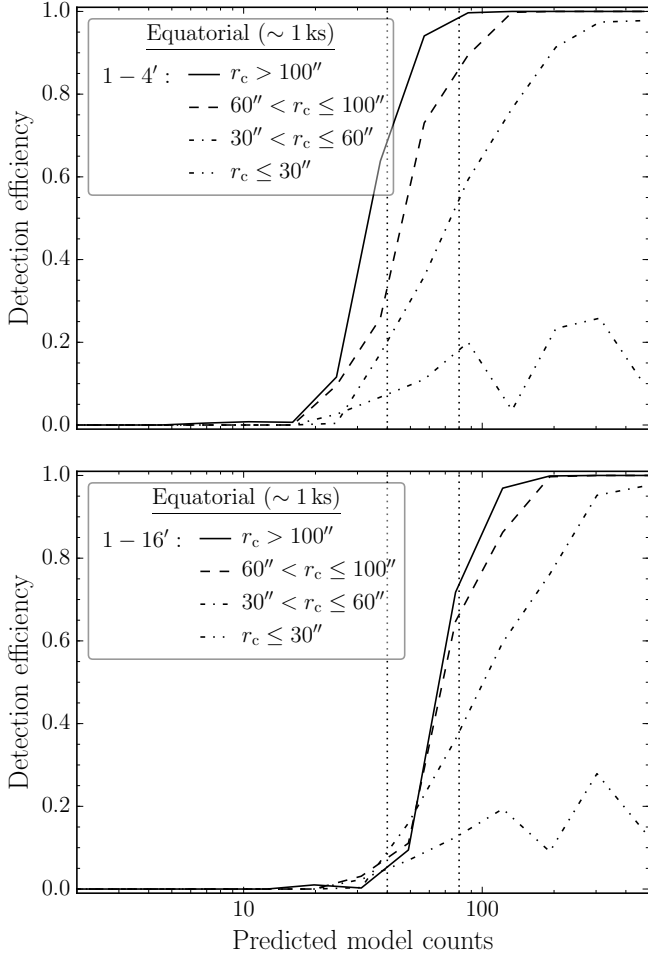 Equatorial (∼ 1 ks)
1 − 4′ : r_c > 100″
60″ < r_c ≤ 100″
30″ < r_c ≤ 60″
r_c ≤ 30″
1.0
0.8
0.6
0.4
0.2
0.0
Detection efficiency
Equatorial (∼ 1 ks)
1 − 16′ : r_c > 100″
60″ < r_c ≤ 100″
30″ < r_c ≤ 60″
r_c ≤ 30″
1.0
0.8
0.6
0.4
0.2
0.0
Detection efficiency
10 100
Predicted model counts